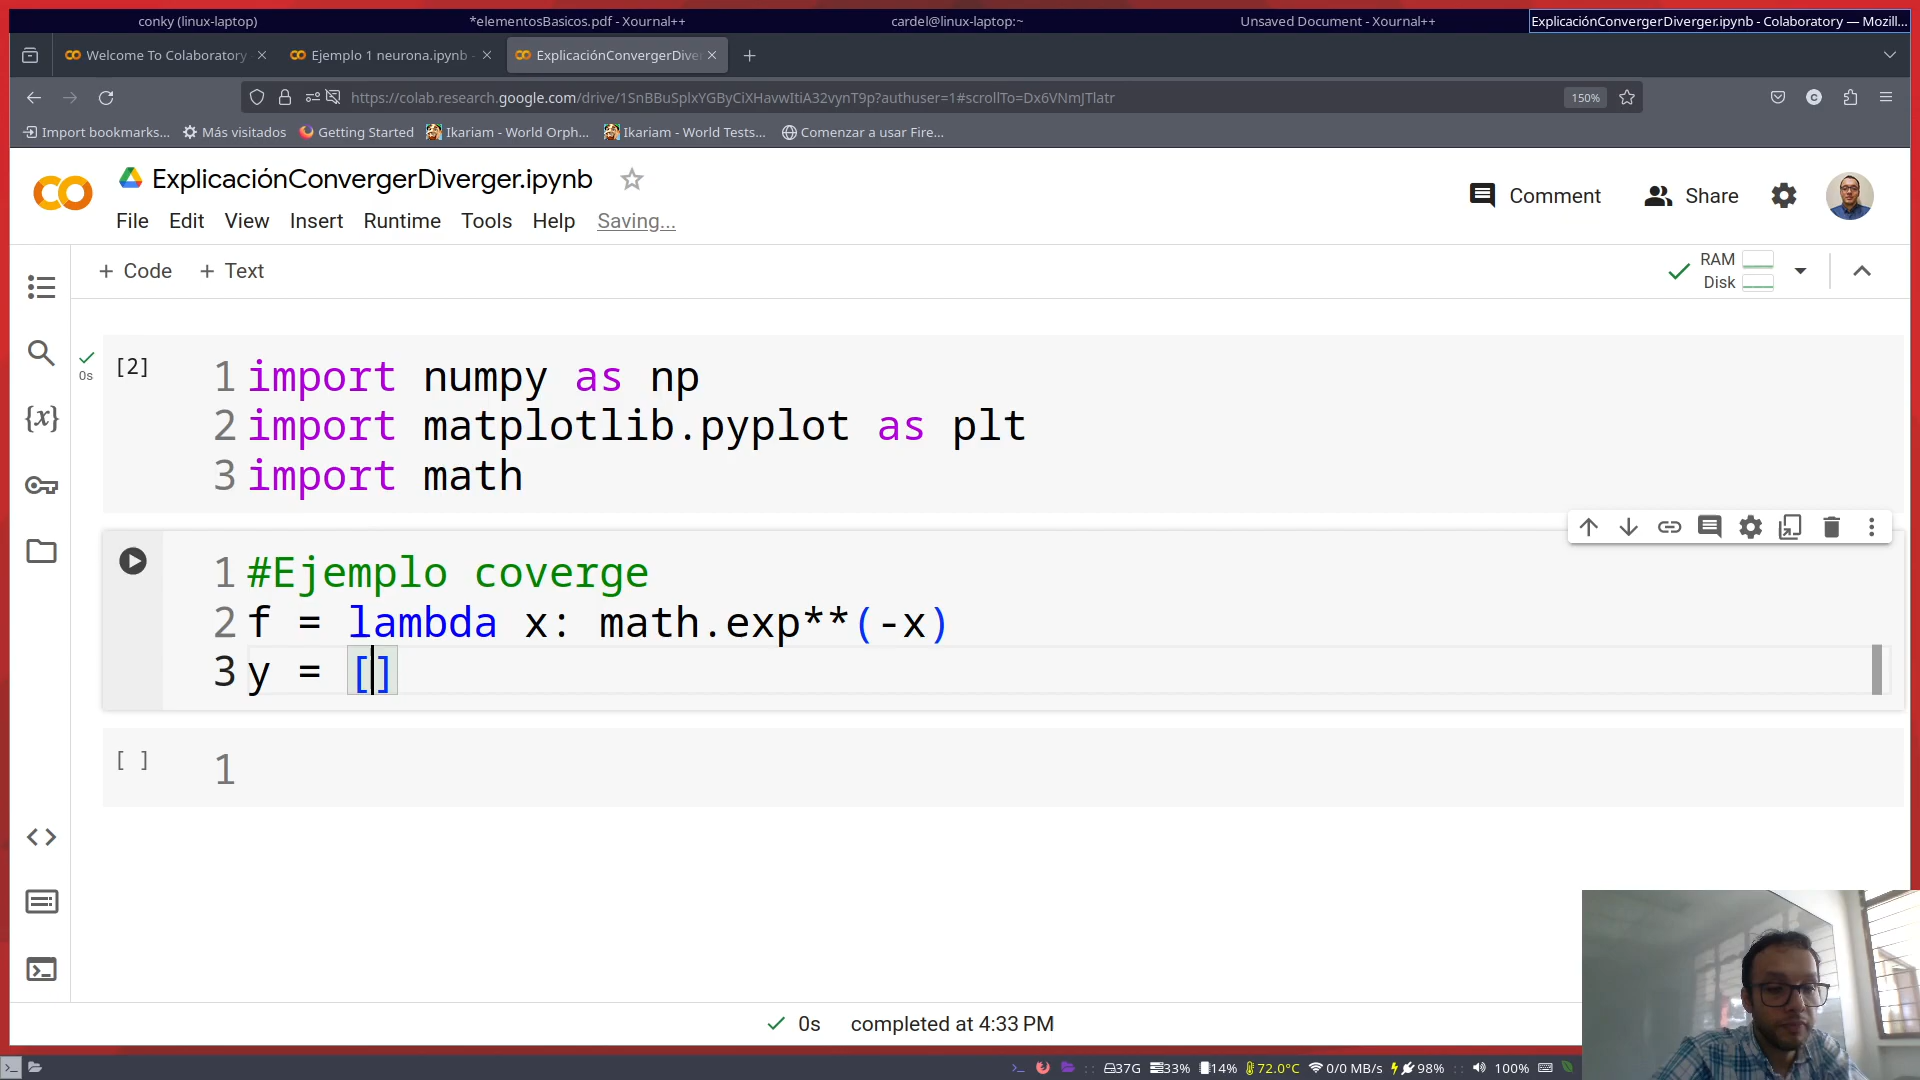 conky (linux-laptop) *elementosBasicos.pdf - Xournal++ cardel@linux-laptop:~ Unsaved Document - Xournal++ ExplicaciónConvergerDiverger.ipynb - Colaboratory — Mozill...
Welcome To Colaboratory Ejemplo 1 neurona.ipynb - ExplicaciónConvergerDive
https://colab.research.google.com/drive/1SnBBuSplxYGByCiXHavwItiA32vynT9p?authuser=1#scrollTo=Dx6VNmJTlatr 150%
Import bookmarks... Más visitados Getting Started Ikariam - World Orph... Ikariam - World Tests... Comenzar a usar Fire...
ExplicaciónConvergerDiverger.ipynb
Comment Share
File Edit View Insert Runtime Tools Help Saving...
+ Code + Text
RAM
Disk
[2]
0s
1 import numpy as np
2 import matplotlib.pyplot as plt
3 import math
1 #Ejemplo coverge
2 f = lambda x: math.exp**(-x)
3 y = []
[ ] 1
0s completed at 4:33 PM
37G 33% 14% 72.0°C 0/0 MB/s 98% 100%